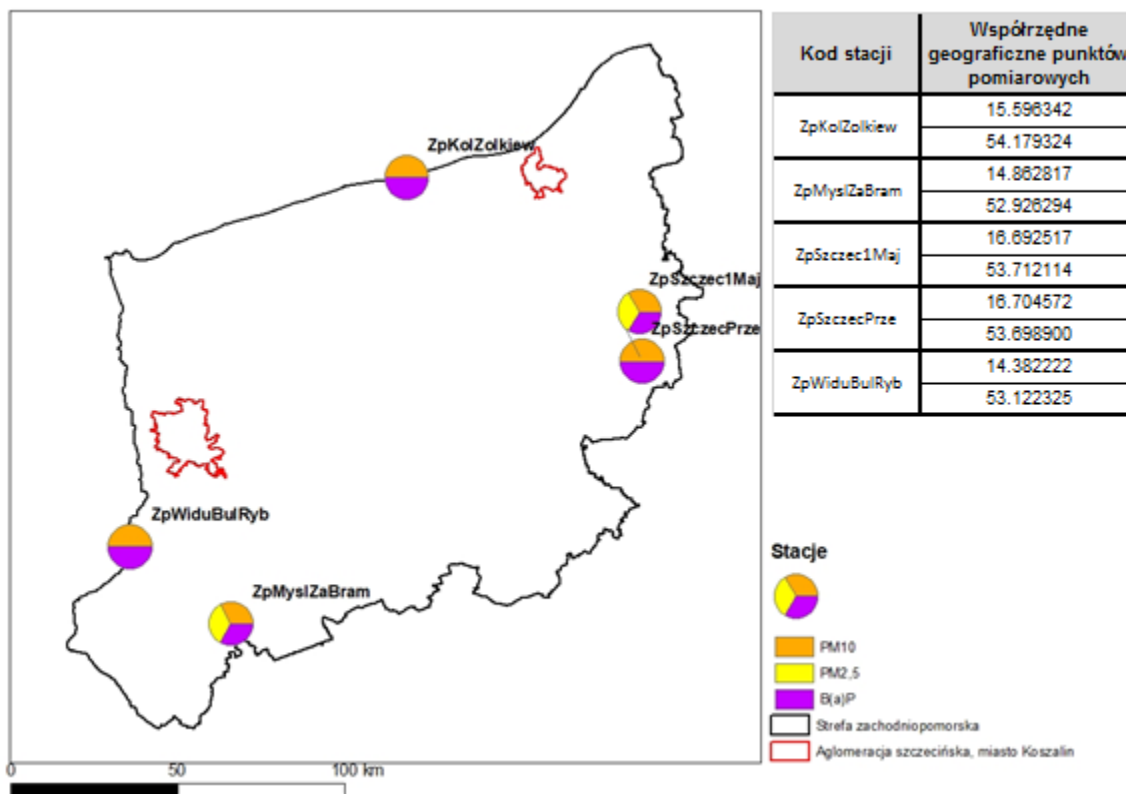 ZpKolZolkiew
ZpSzczec1Maj
ZpSzczecPrze
ZpWiduBulRyb
ZpMyslZaBram
0 50 100 km
Kod stacji
Współrzędne
geograficzne punktów
pomiarowych
ZpKolZolkiew
15.596342
54.179324
ZpMyslZaBram
14.862817
52.926294
ZpSzczec1Maj
16.692517
53.712114
ZpSzczecPrze
16.704572
53.698900
ZpWiduBulRyb
14.382222
53.122325
Stacje
PM10
PM2,5
B(a)P
Strefa zachodniopomorska
Aglomeracja szczecińska, miasto Koszalin